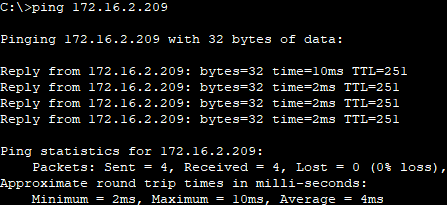 C:\>ping 172.16.2.209
Pinging 172.16.2.209 with 32 bytes of data:
Reply from 172.16.2.209: bytes=32 time=10ms TTL=251
Reply from 172.16.2.209: bytes=32 time=2ms TTL=251
Reply from 172.16.2.209: bytes=32 time=2ms TTL=251
Reply from 172.16.2.209: bytes=32 time=2ms TTL=251
Ping statistics for 172.16.2.209:
Packets: Sent = 4, Received = 4, Lost = 0 (0% loss),
Approximate round trip times in milli-seconds:
Minimum = 2ms, Maximum = 10ms, Average = 4ms